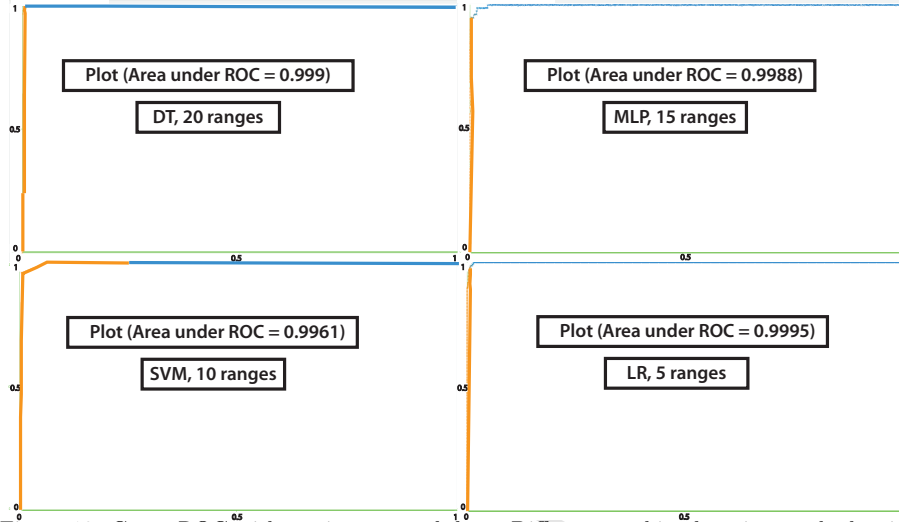 1
Plot (Area under ROC = 0.999)
DT, 20 ranges
0.5
0
0
0.5
1
1
Plot (Area under ROC = 0.9988)
MLP, 15 ranges
0.5
0
0
0.5
1
Plot (Area under ROC = 0.9961)
SVM, 10 ranges
0.5
0
0.5
1
1
Plot (Area under ROC = 0.9995)
LR, 5 ranges
0.5
0
0.5